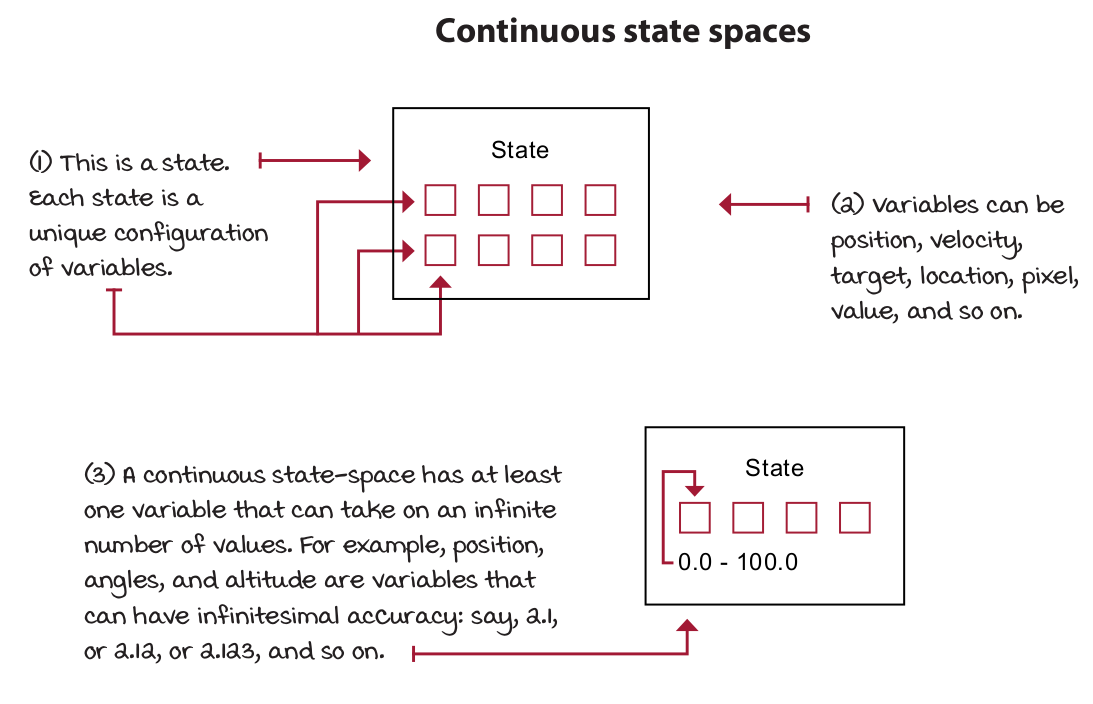 Continuous state spaces
(1) This is a state.
Each state is a
unique configuration
of variables.
State
(2) Variables can be
position, velocity,
target, location, pixel,
value, and so on.
(3) A continuous state-space has at least
one variable that can take on an infinite
number of values. For example, position,
angles, and altitude are variables that
can have infinitesimal accuracy: say, 2.1,
or 2.12, or 2.123, and so on.
State
0.0 - 100.0